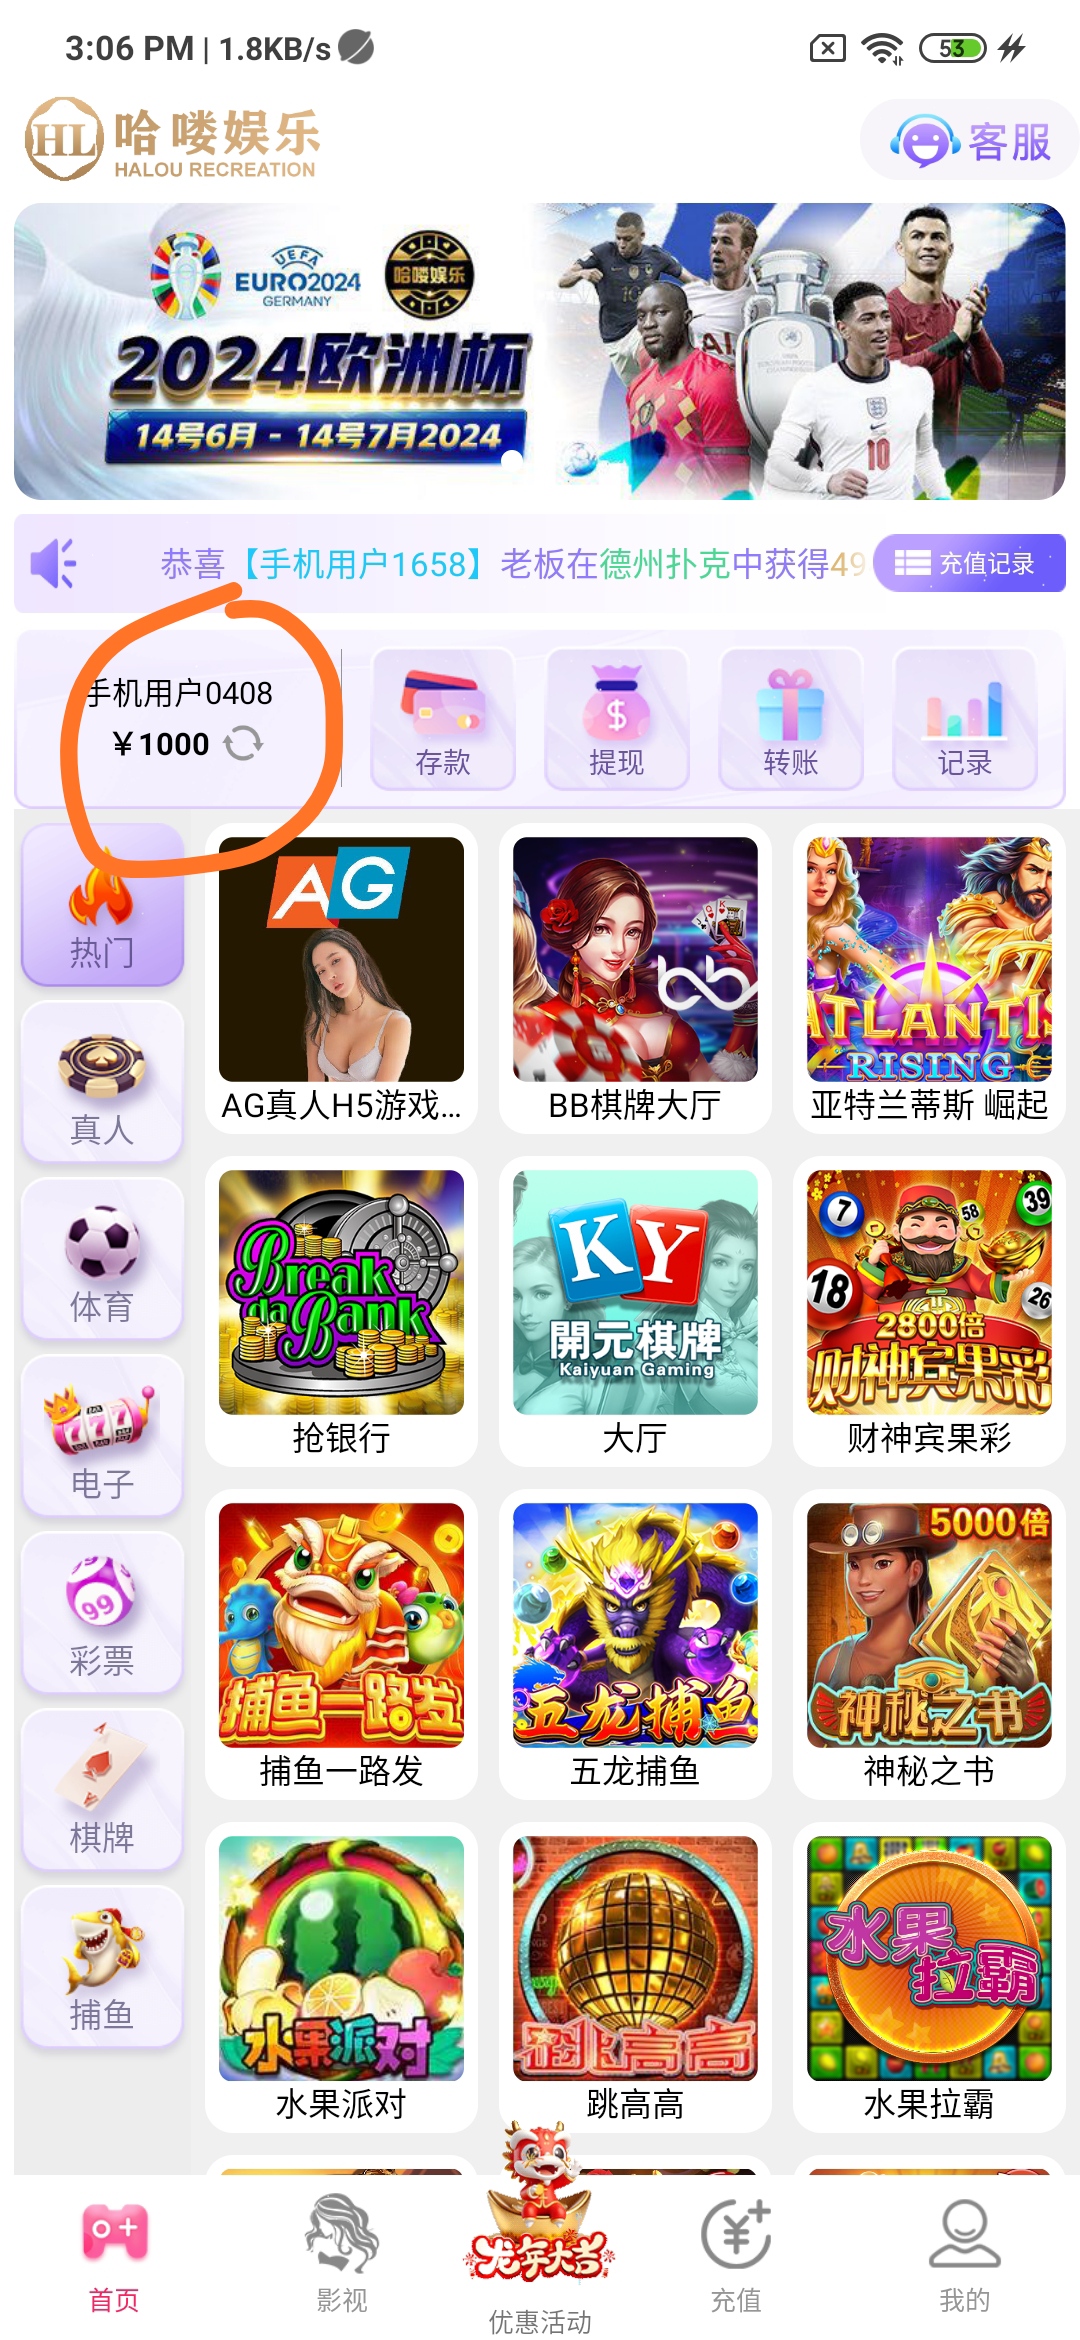 3:06 PM | 1.8KB/s
53
HL
哈喽娱乐
HALOU RECREATION
客服
UEFA
EURO2024
GERMANY
哈喽娱乐
2024欧洲杯
14号6月 - 14号7月2024
10
恭喜【手机用户1658】老板在德州扑克中获得49
充值记录
手机用户0408
¥1000
存款
提现
转账
记录
热门
真人
体育
电子
彩票
棋牌
捕鱼
AG
AG真人H5游戏...
bb
BB棋牌大厅
ATLANTIS
RISING
亚特兰蒂斯 崛起
Break
da Bank
抢银行
KY
開元棋牌
Kaiyuan Gaming
大厅
7
58
39
18
26
2800倍
财神宾果彩
财神宾果彩
捕鱼一路发
捕鱼一路发
五龙捕鱼
五龙捕鱼
5000倍
神秘之书
神秘之书
水果派对
水果派对
跳高高
跳高高
水果
拉霸
水果拉霸
777
99
首页
影视
龙年大吉
优惠活动
充值
我的